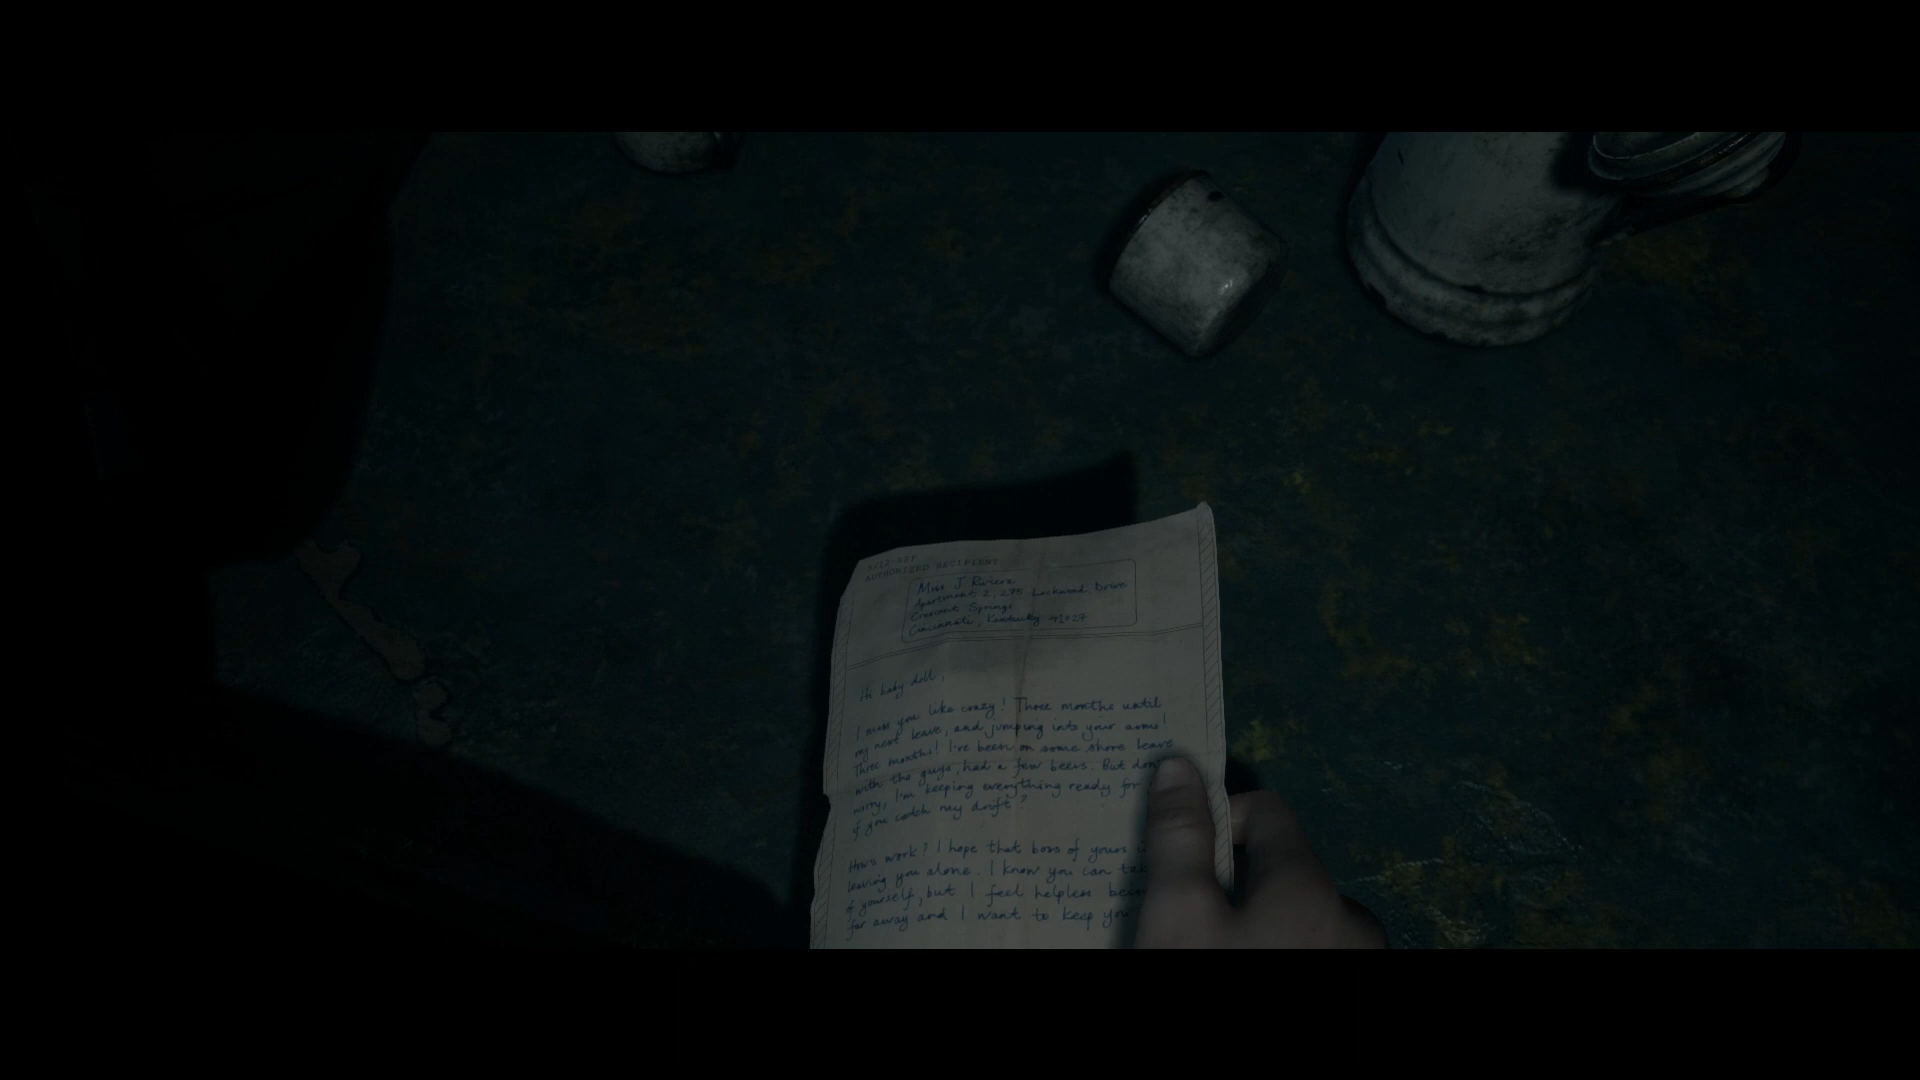 AUTHORIZED RECIPIENT
Miss J Riviera
Apartment 2, 275 Lockwood Drive
Crescent Springs
Cincinnati, Kentucky 41017
Hi baby doll,
I miss you like crazy! Three months until
my next leave, and jumping into your arms!
Three months! I've been on some shore leave
with the guys, had a few beers. But don't
worry, I'm keeping everything ready for
if you catch my drift?
How's work? I hope that boss of yours
leaving you alone. I know you can
of yourself, but I feel helpless
far away and I want to keep you